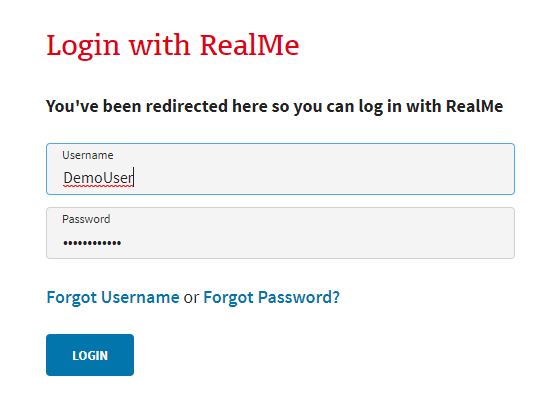 Login with RealMe
You've been redirected here so you can log in with RealMe
Username
DemoUser
Password
••••••••••••
Forgot Username or Forgot Password?
LOGIN